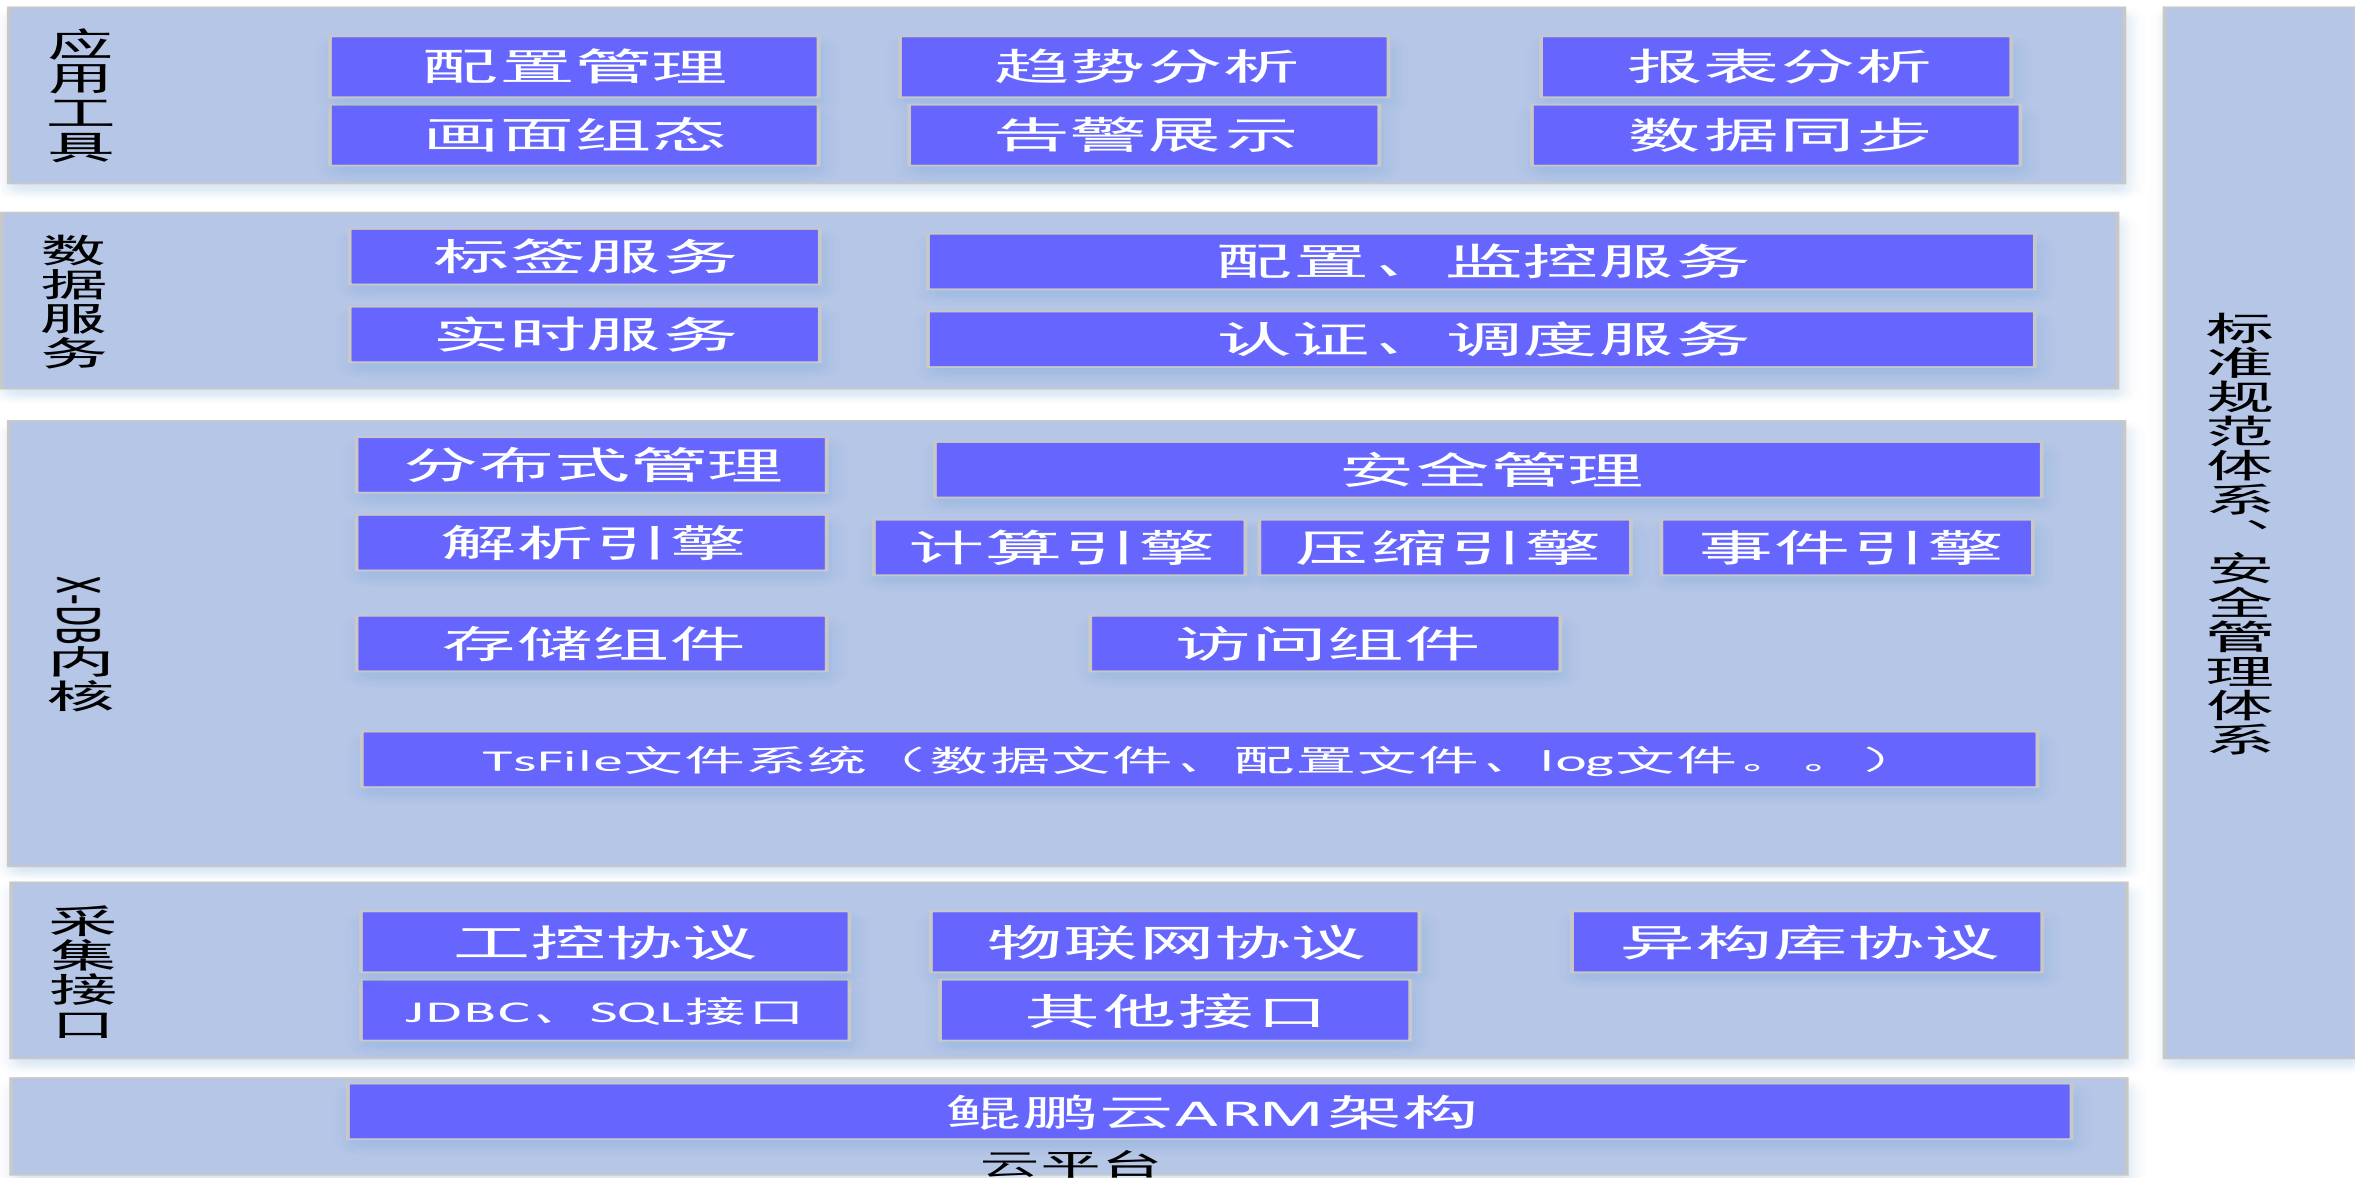 应用工具
配置管理
趋势分析
报表分析
画面组态
告警展示
数据同步
数据服务
标签服务
配置、监控服务
实时服务
认证、调度服务
X-DB内核
分布式管理
安全管理
解析引擎
计算引擎
压缩引擎
事件引擎
存储组件
访问组件
TsFile文件系统（数据文件、配置文件、log文件。。）
采集接口
工控协议
物联网协议
异构库协议
JDBC、SQL接口
其他接口
鲲鹏云ARM架构
云平台
标准规范体系、安全管理体系